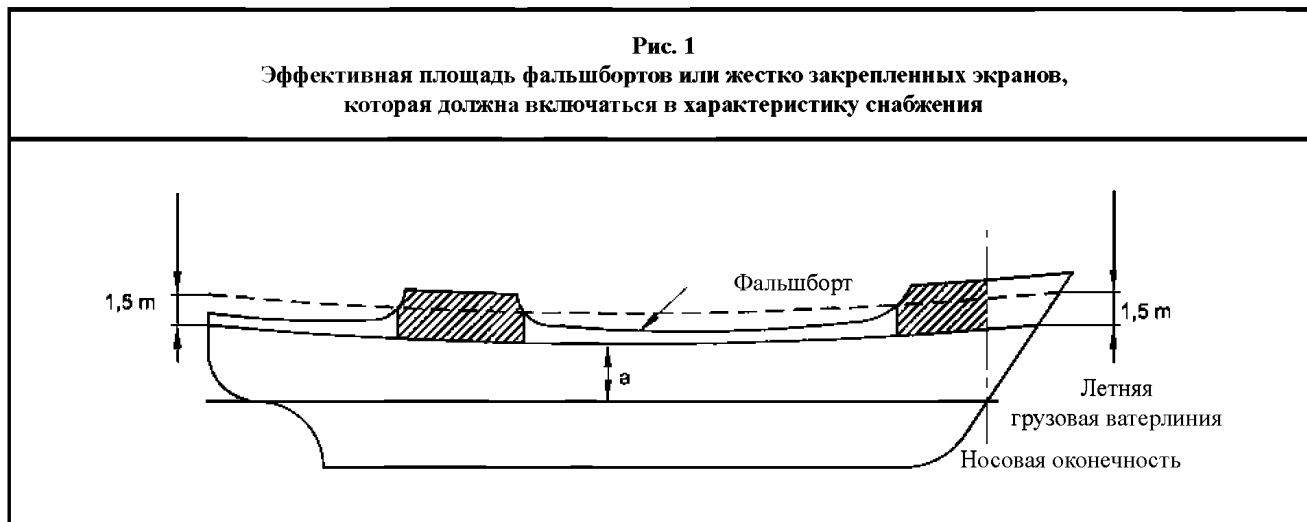 Рис. 1
Эффективная площадь фальшбортов или жестко закрепленных экранов,
которая должна включаться в характеристику снабжения
Фальшборт
1,5 m
1,5 m
a
Летняя
грузовая ватерлиния
Носовая оконечность